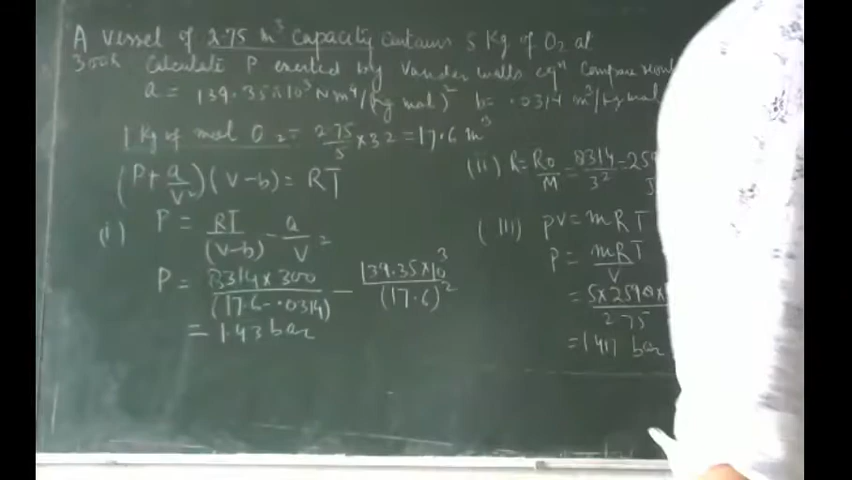 A vessel of 2.75 m³ capacity contains 5 Kg of O₂ at
300K Calculate P exerted by Vander walls eqⁿ Compare
a = 139.35×10³ N m⁴/(kg mol)² b = .0314 m³/kg mol
1 Kg of mol O₂ = 2.75/5 × 32 = 17.6 m³
(P + a/v²) (v-b) = RT
(i) P = RT/(v-b) - a/v =
P = 8314×300/(17.6-.0314) - 139.35×10³/(17.6)²
= 1.43 bar
(ii) R = Ro/M = 8314/32 = 259
(iii) PV = mRT
P = mRT/V
= 5×259.8×/2.75
= 1.417 bar